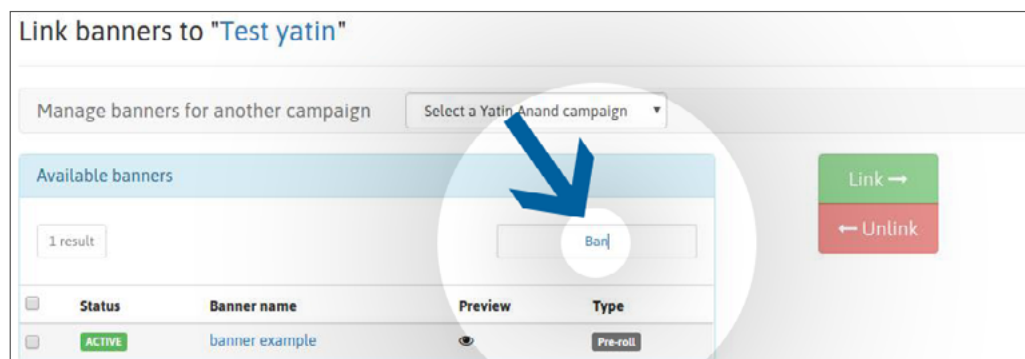 Link banners to "Test yatin"
Manage banners for another campaign
Select a Yatin Anand campaign
Available banners
Link →
1 result
Ban
← Unlink
Status Banner name Preview Type
ACTIVE banner example Pre-roll